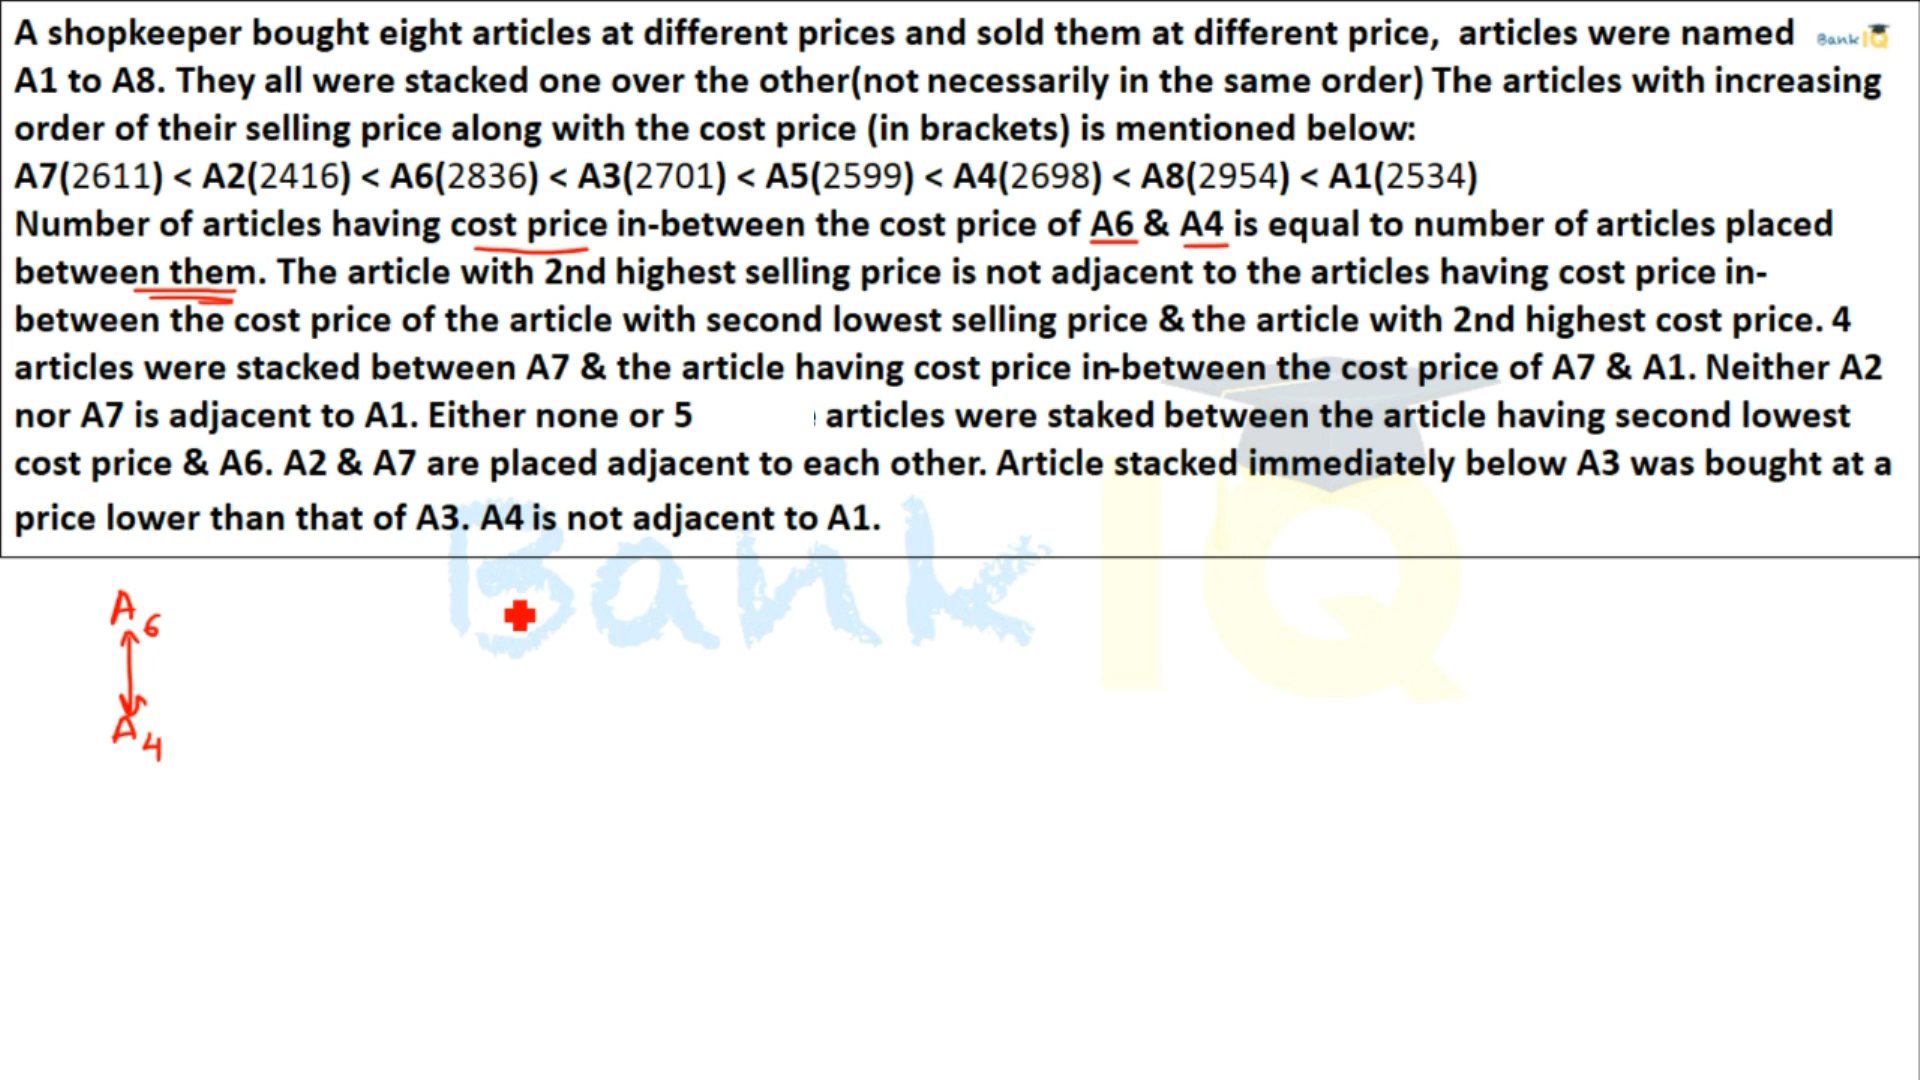 A shopkeeper bought eight articles at different prices and sold them at different price, articles were named
Bank IQ
A1 to A8. They all were stacked one over the other(not necessarily in the same order) The articles with increasing
order of their selling price along with the cost price (in brackets) is mentioned below:
A7(2611) < A2(2416) < A6(2836) < A3(2701) < A5(2599) < A4(2698) < A8(2954) < A1(2534)
Number of articles having cost price in-between the cost price of A6 & A4 is equal to number of articles placed
between them. The article with 2nd highest selling price is not adjacent to the articles having cost price in-
between the cost price of the article with second lowest selling price & the article with 2nd highest cost price. 4
articles were stacked between A7 & the article having cost price in-between the cost price of A7 & A1. Neither A2
nor A7 is adjacent to A1. Either none or 5 articles were staked between the article having second lowest
cost price & A6. A2 & A7 are placed adjacent to each other. Article stacked immediately below A3 was bought at a
price lower than that of A3. A4 is not adjacent to A1.
Bank IQ
A6
A4